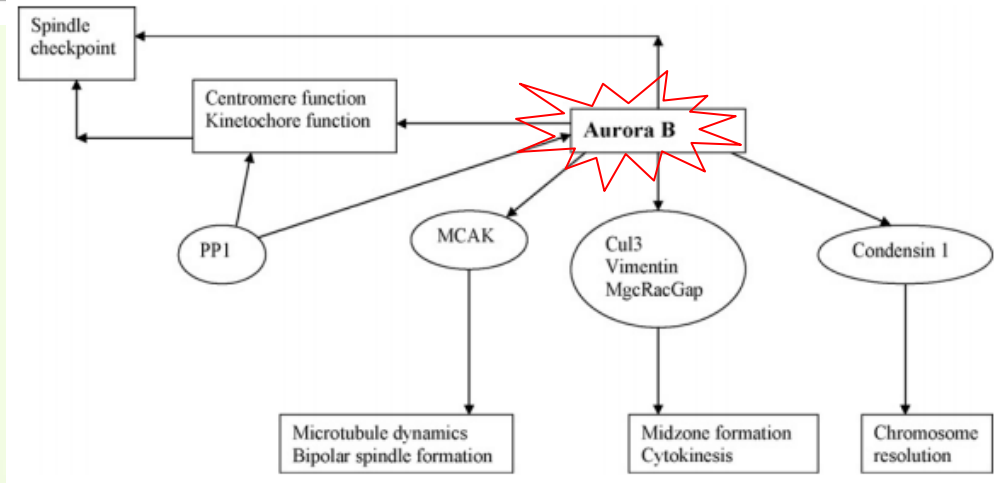 Spindle
checkpoint
Centromere function
Kinetochore function
Aurora B
PP1
MCAK
Cul3
Vimentin
MgcRacGap
Condensin 1
Microtubule dynamics
Bipolar spindle formation
Midzone formation
Cytokinesis
Chromosome
resolution